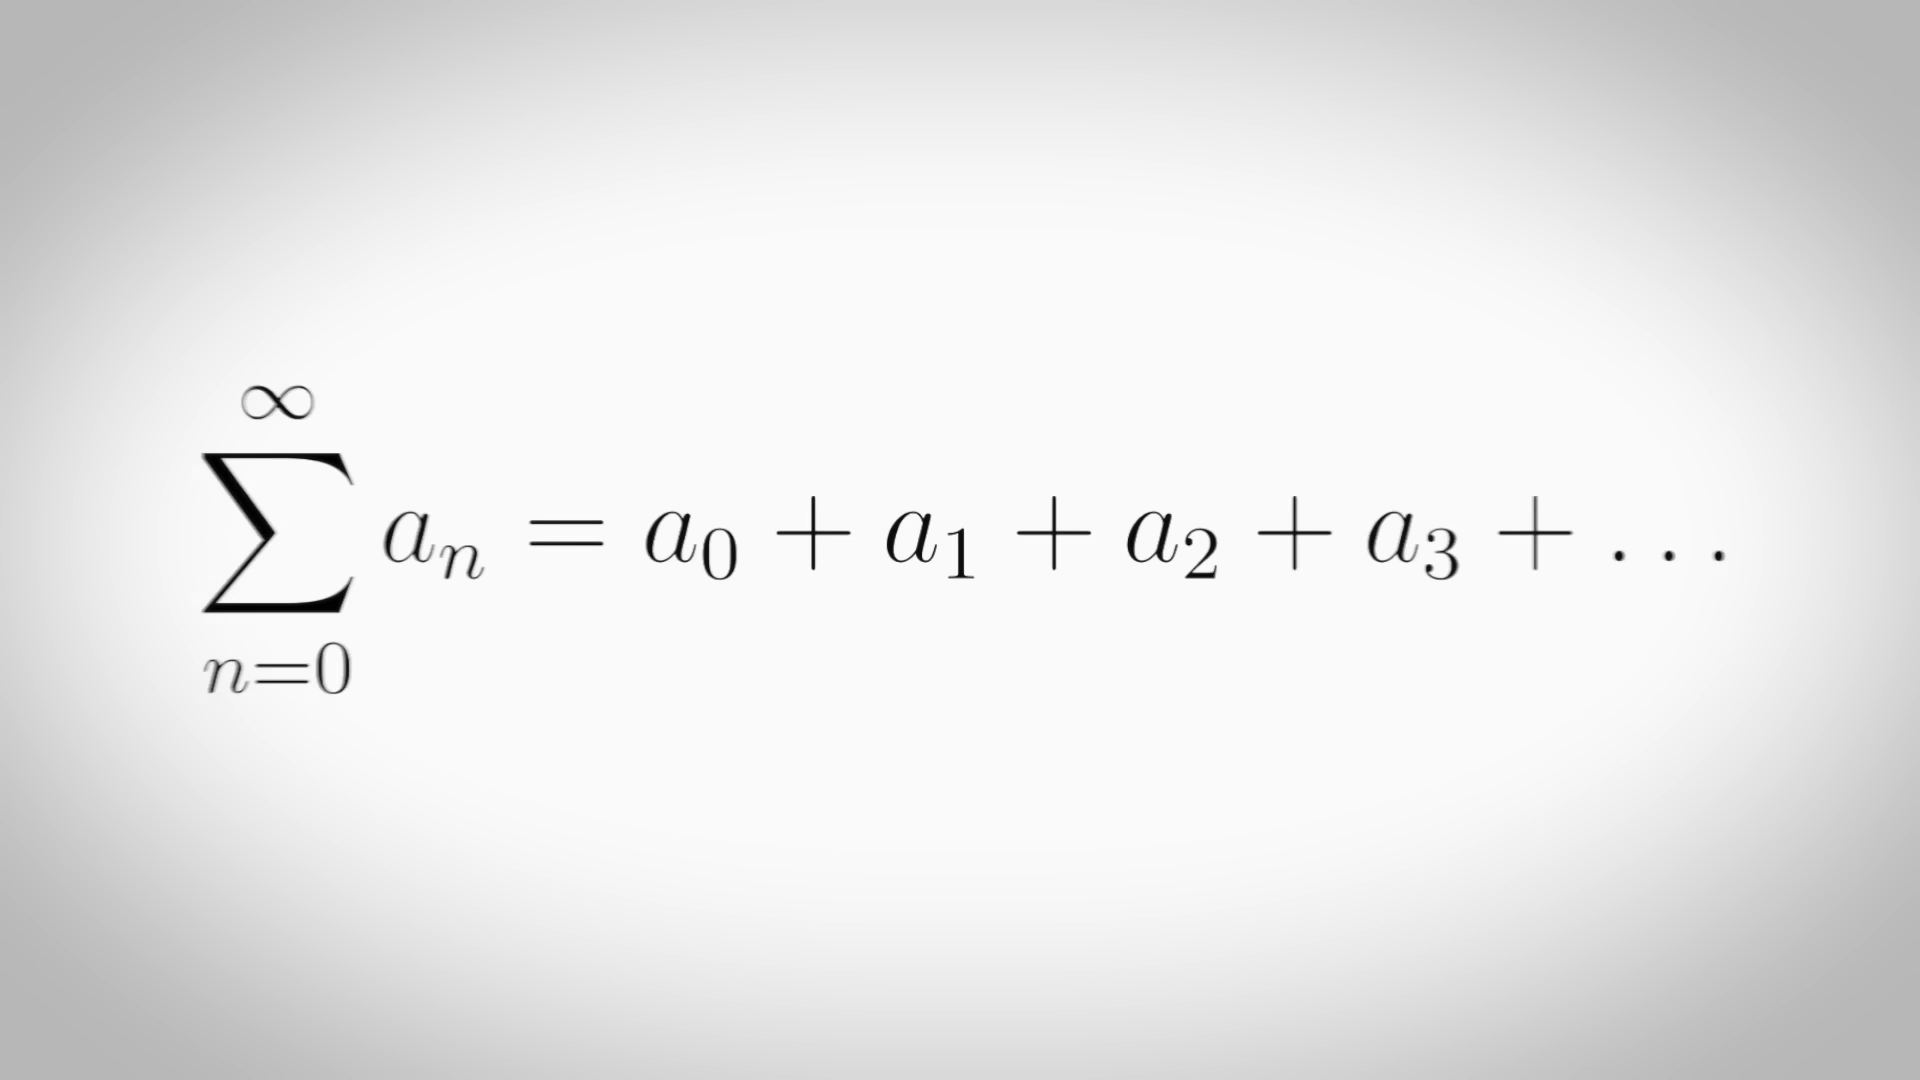 ∞
∑ aₙ = a₀ + a₁ + a₂ + a₃ + ...
n=0